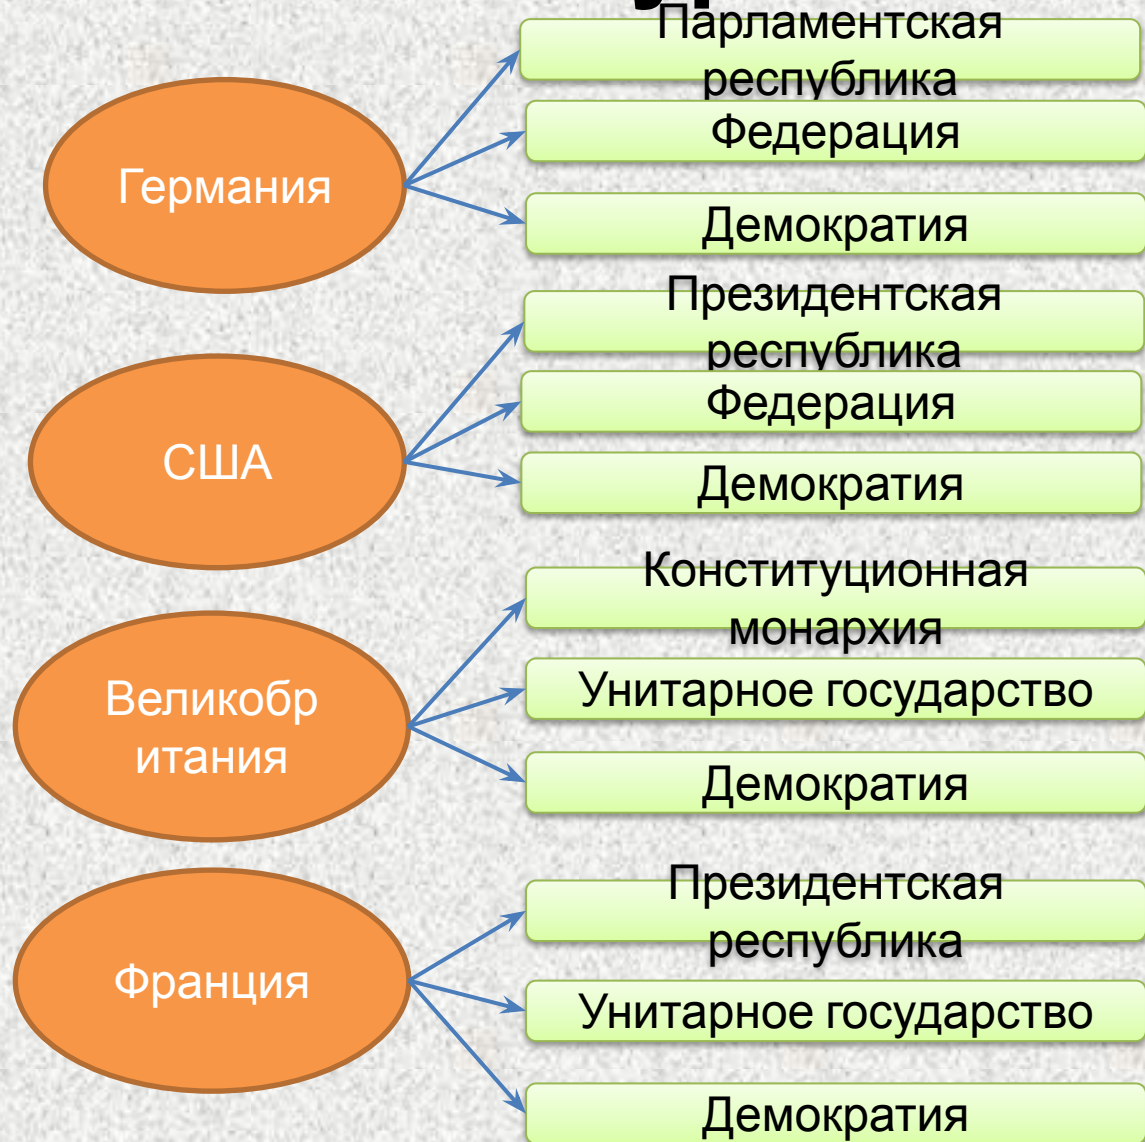 Парламентская
республика
Германия
Федерация
Демократия
Президентская
республика
США
Федерация
Демократия
Конституционная
монархия
Великобр
итания
Унитарное государство
Демократия
Президентская
республика
Франция
Унитарное государство
Демократия